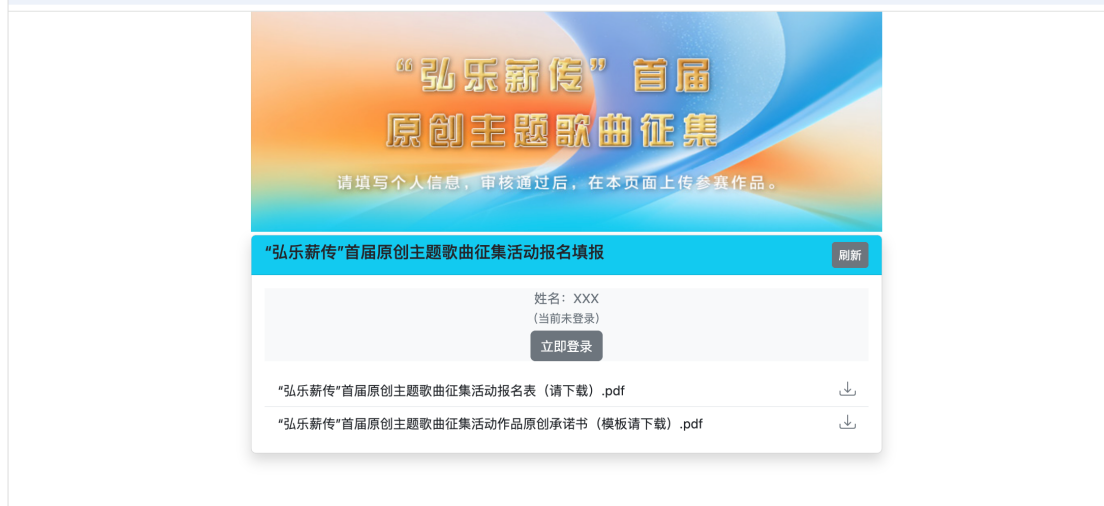 “弘乐薪传”首届
原创主题歌曲征集
请填写个人信息，审核通过后，在本页面上传参赛作品。
“弘乐薪传”首届原创主题歌曲征集活动报名填报
刷新
姓名：XXX
（当前未登录）
立即登录
“弘乐薪传”首届原创主题歌曲征集活动报名表（请下载）.pdf
“弘乐薪传”首届原创主题歌曲征集活动作品原创承诺书（模板请下载）.pdf